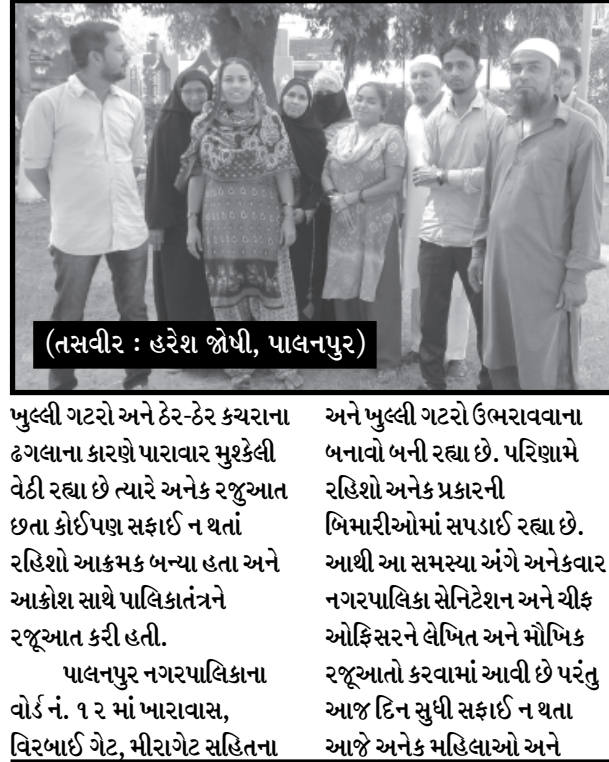 (તસવીર : હરેશ જોષી, પાલનપુર)
ખુલ્લી ગટરો અને ઠેર-ઠેર કચરાના
ઢગલાના કારણે પારાવાર મુશ્કેલી
વેઠી રહ્યા છે ત્યારે અનેક રજુઆત
છતા કોઈપણ સફાઈ ન થતાં
રહિશો આક્રમક બન્યા હતા અને
આક્રોશ સાથે પાલિકાતંત્રને
રજૂઆત કરી હતી.
પાલનપુર નગરપાલિકાના
વોર્ડ નં. ૧૨ માં ખારાવાસ,
વિરબાઈ ગેટ, મીરાગેટ સહિતના
અને ખુલ્લી ગટરો ઉભરાવવાના
બનાવો બની રહ્યા છે. પરિણામે
રહિશો અનેક પ્રકારની
બિમારીઓમાં સપડાઈ રહ્યા છે.
આથી આ સમસ્યા અંગે અનેકવાર
નગરપાલિકા સેનિટેશન અને ચીફ
ઓફિસરને લેખિત અને મૌખિક
રજૂઆતો કરવામાં આવી છે પરંતુ
આજ દિન સુધી સફાઈ ન થતા
આજે અનેક મહિલાઓ અને